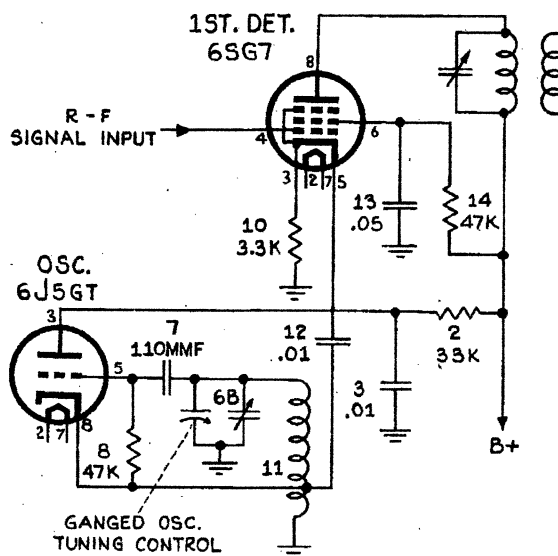 1ST. DET.
6SG7
8
R-F
SIGNAL INPUT
4
6
3
2
7
5
13
.05
14
47K
10
3.3K
OSC.
6J5GT
3
7
110MMF
12
.01
2
33K
5
6B
3
.01
2
7
8
8
47K
11
B+
GANGED OSC.
TUNING CONTROL